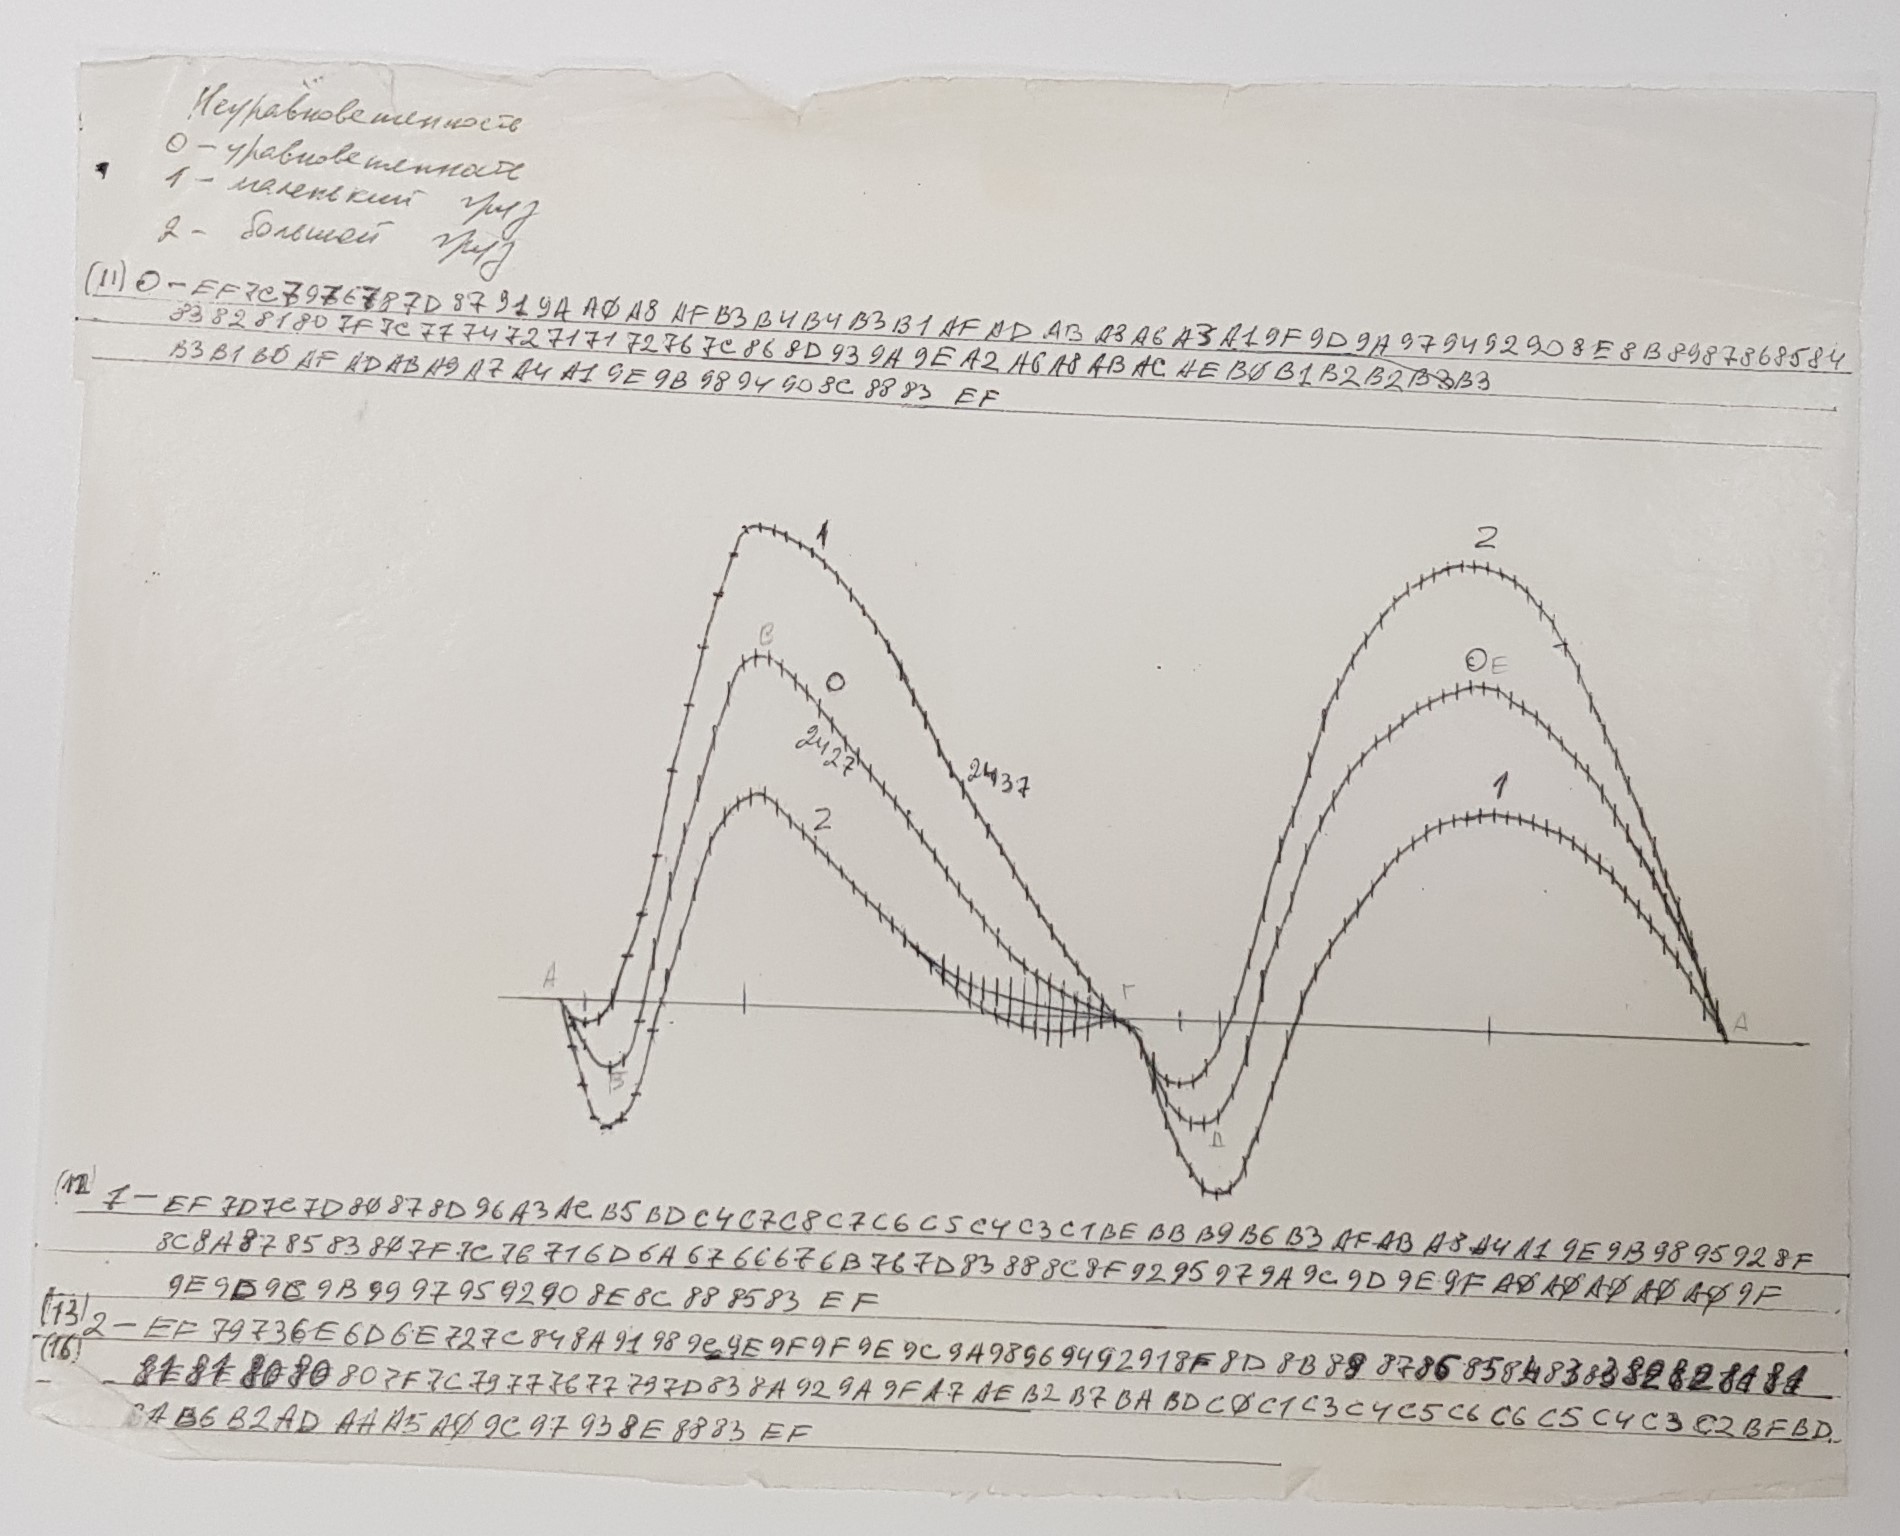 Неуравновешенность
0 - уравновешенность
1 - маленький груз
2 - большой груз
(11) 0 - EF 7C 79 76 78 7D 87 91 9A AØ A8 AF B3 B4 B4 B3 B1 AF AD AB A8 A6 A3 A1 9F 9D 9A 97 94 92 90 8E 8B 89 87 86 85 84
83 82 81 80 7F 7C 77 74 72 71 71 72 76 7C 86 8D 93 9A 9E A2 A6 A8 AB AC AE BØ B1 B2 B2 B3 B3
B3 B1 BØ AF AD AB A9 A7 A4 A1 9E 9B 98 94 90 8C 88 83 EF
1
2
В
0
0 Е
2427
2437
1
2
А
Г
А
Б
Д
(12) 1 - EF 7D 7C 7D 8Ø 87 8D 96 A3 AC B5 BD C4 C7 C8 C7 C6 C5 C4 C3 C1 BE BB B9 B6 B3 AF AB A8 A4 A1 9E 9B 98 95 92 8F
8C 8A 87 85 83 80 7F 7C 76 71 6D 6A 67 66 67 6B 76 7D 83 88 8C 8F 92 95 97 9A 9C 9D 9E 9F AØ AØ AØ AØ AØ 9F
9E 9D 9C 9B 99 97 95 92 90 8E 8C 88 85 83 EF
(13) 2 - EF 79 73 6E 6D 6E 72 7C 84 8A 91 98 9C 9E 9F 9F 9E 9C 9A 98 96 94 92 91 8F 8D 8B 89 87 86 85 84 83 83 82 82 81 81
(16) 81 81 80 80 80 7F 7C 79 77 76 77 79 7D 83 8A 92 9A 9F A7 AE B2 B7 BA BD CØ C1 C3 C4 C5 C6 C6 C5 C4 C3 C2 BF BD
BA B6 B2 AD AA A5 AØ 9C 97 93 8E 88 83 EF